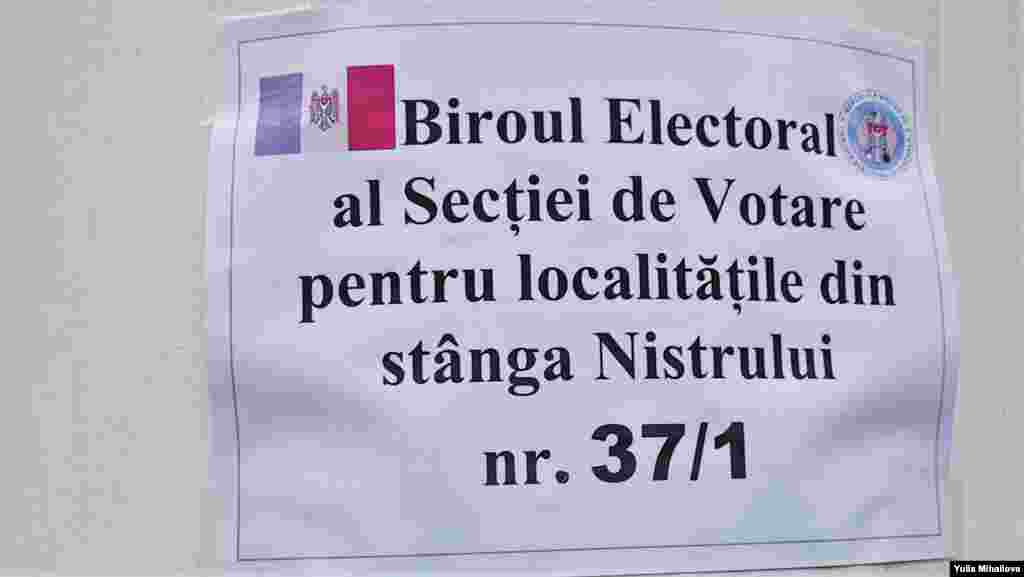 Biroul Electoral
al Secției de Votare
pentru localitățile din
stânga Nistrului
nr. 37/1
Yulia Mihailova